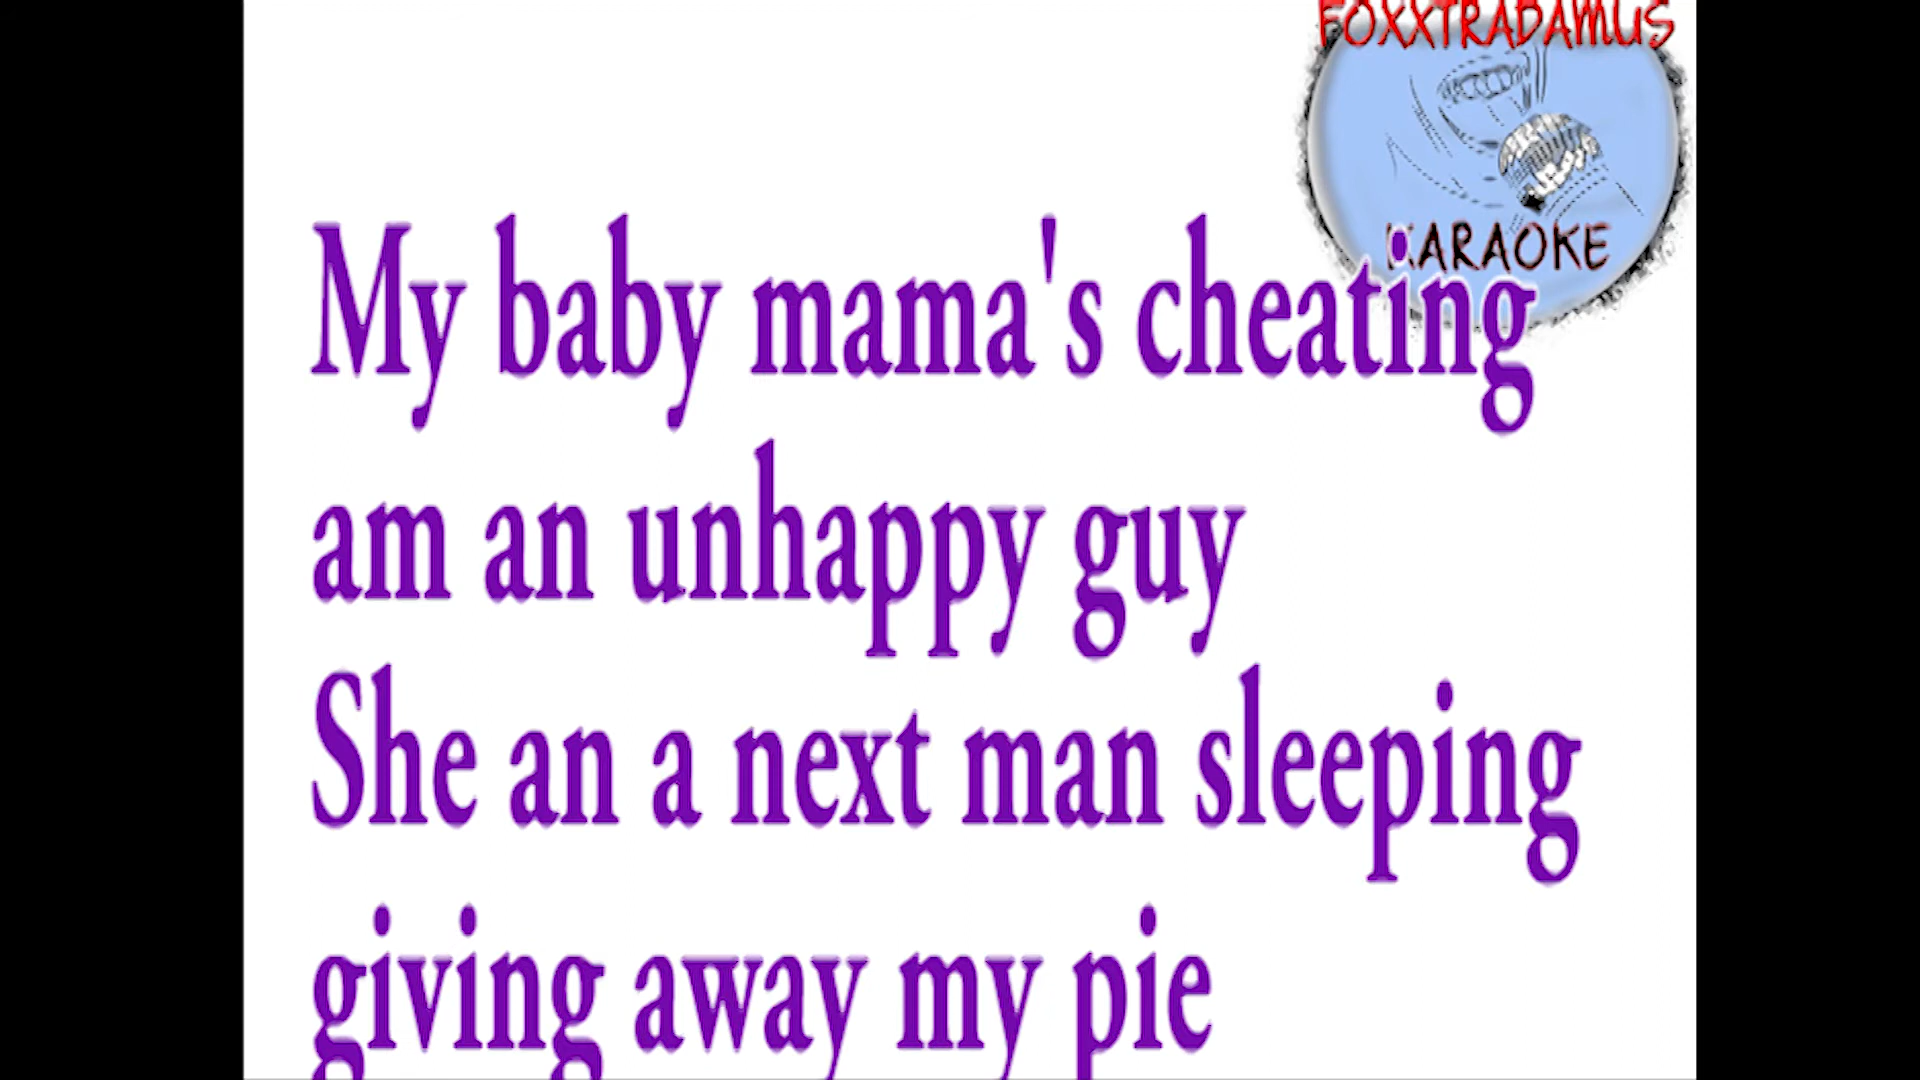 FOXXTRADAMUS
KARAOKE
My baby mama's cheating
am an unhappy guy
She an a next man sleeping
giving away my pie